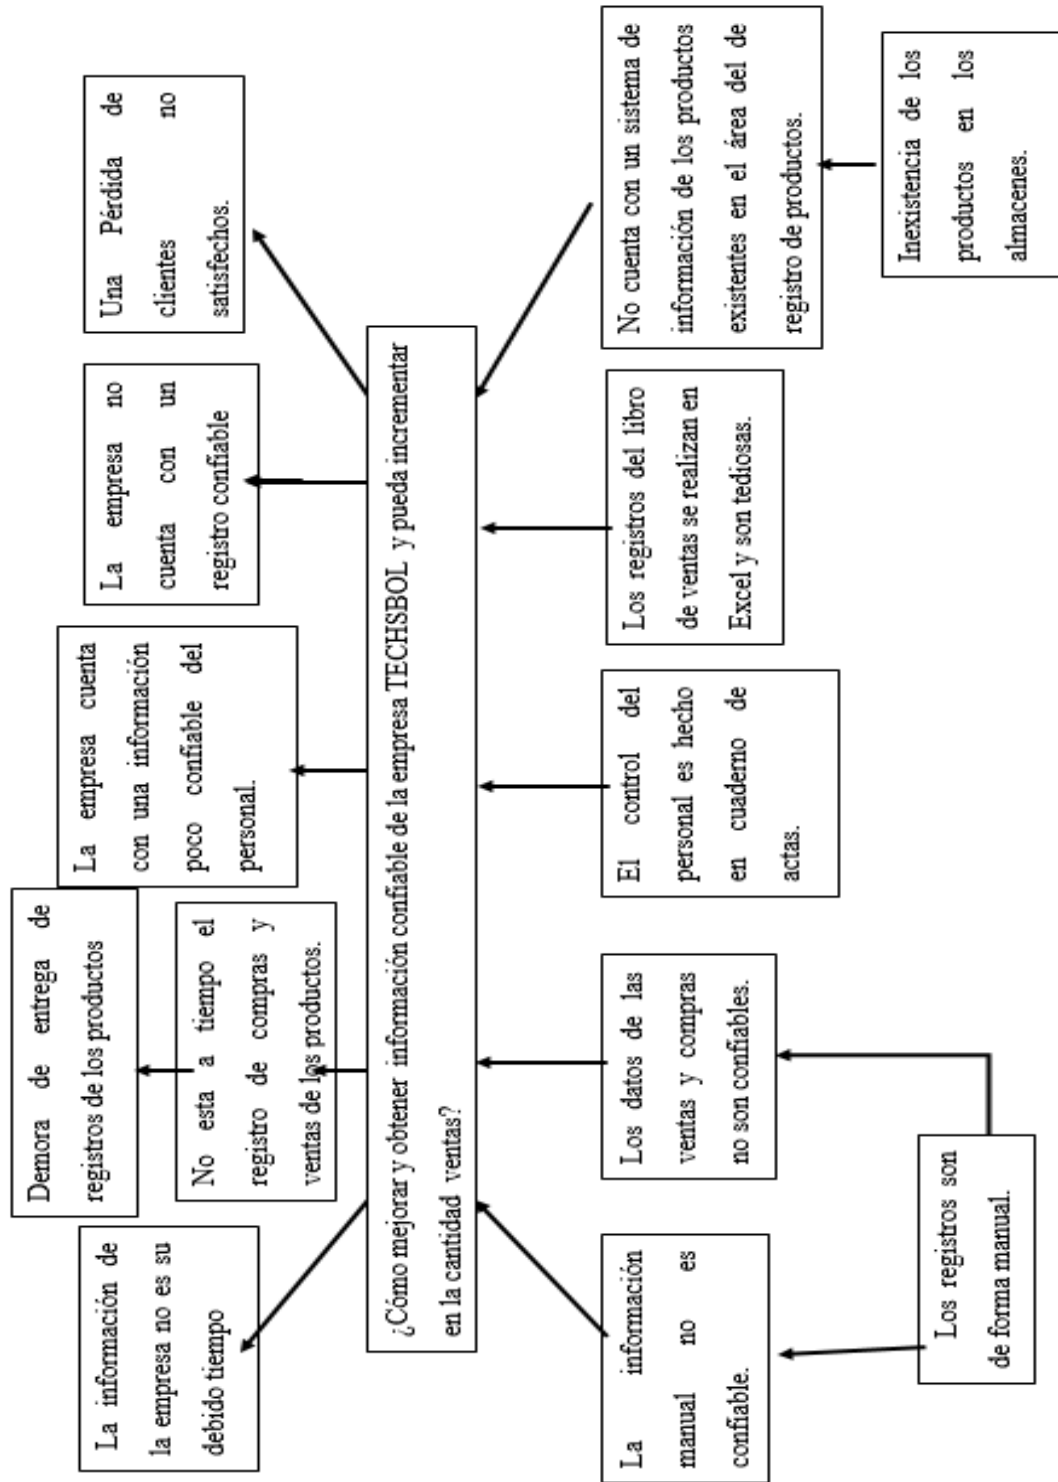 Demora de entrega de
registros de los productos
La información de
la empresa no es su
debido tiempo
No esta a tiempo el
registro de compras y
ventas de los productos.
La empresa cuenta
con una información
poco confiable del
personal.
La empresa no
cuenta con un
registro confiable
Una Pérdida de
clientes no
satisfechos.
¿Cómo mejorar y obtener información confiable de la empresa TECHSBOL y pueda incrementar
en la cantidad ventas?
La información
manual no es
confiable.
Los datos de las
ventas y compras
no son confiables.
El control del
personal es hecho
en cuaderno de
actas.
Los registros del libro
de ventas se realizan en
Excel y son tediosas.
No cuenta con un sistema de
información de los productos
existentes en el área del de
registro de productos.
Los registros son
de forma manual.
Inexistencia de los
productos en los
almacenes.